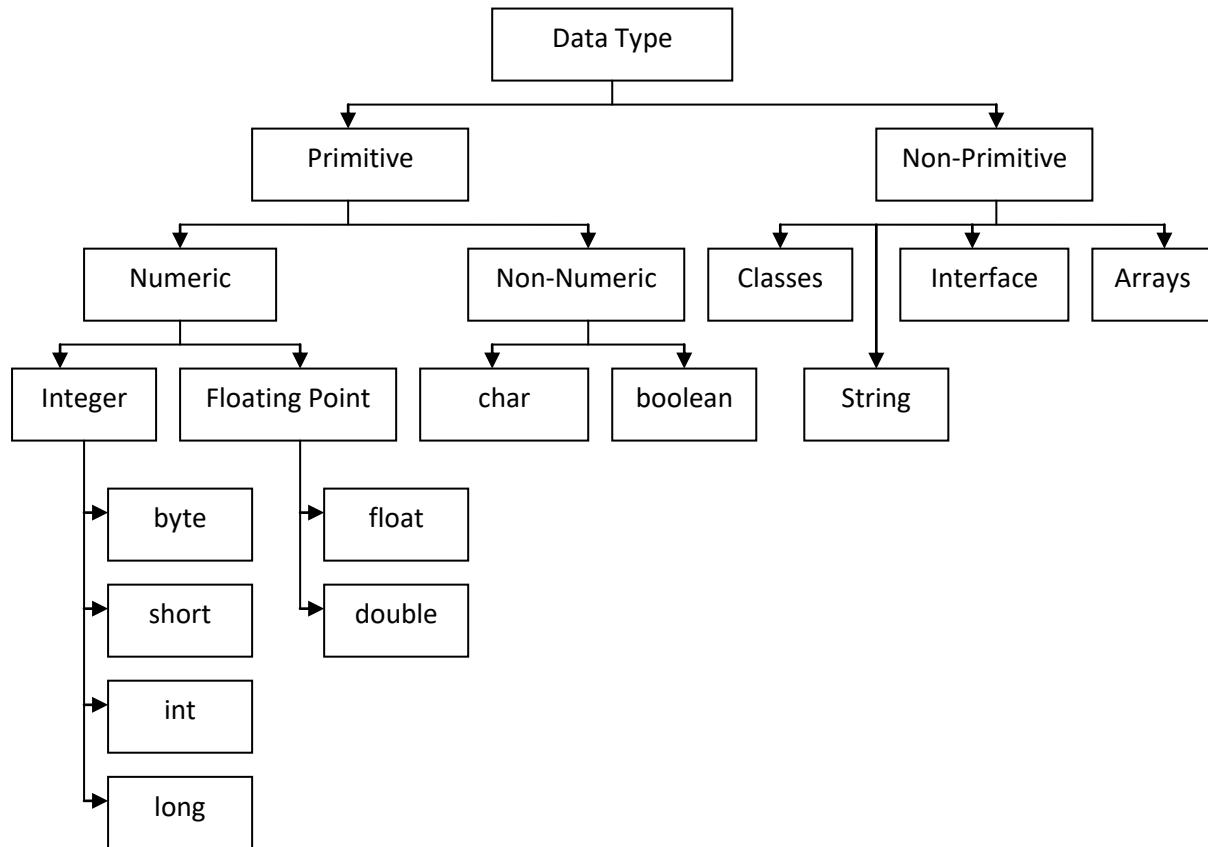 Data Type
Primitive
Non-Primitive
Numeric
Non-Numeric
Classes
Interface
Arrays
Integer
Floating Point
char
boolean
String
byte
float
short
double
int
long